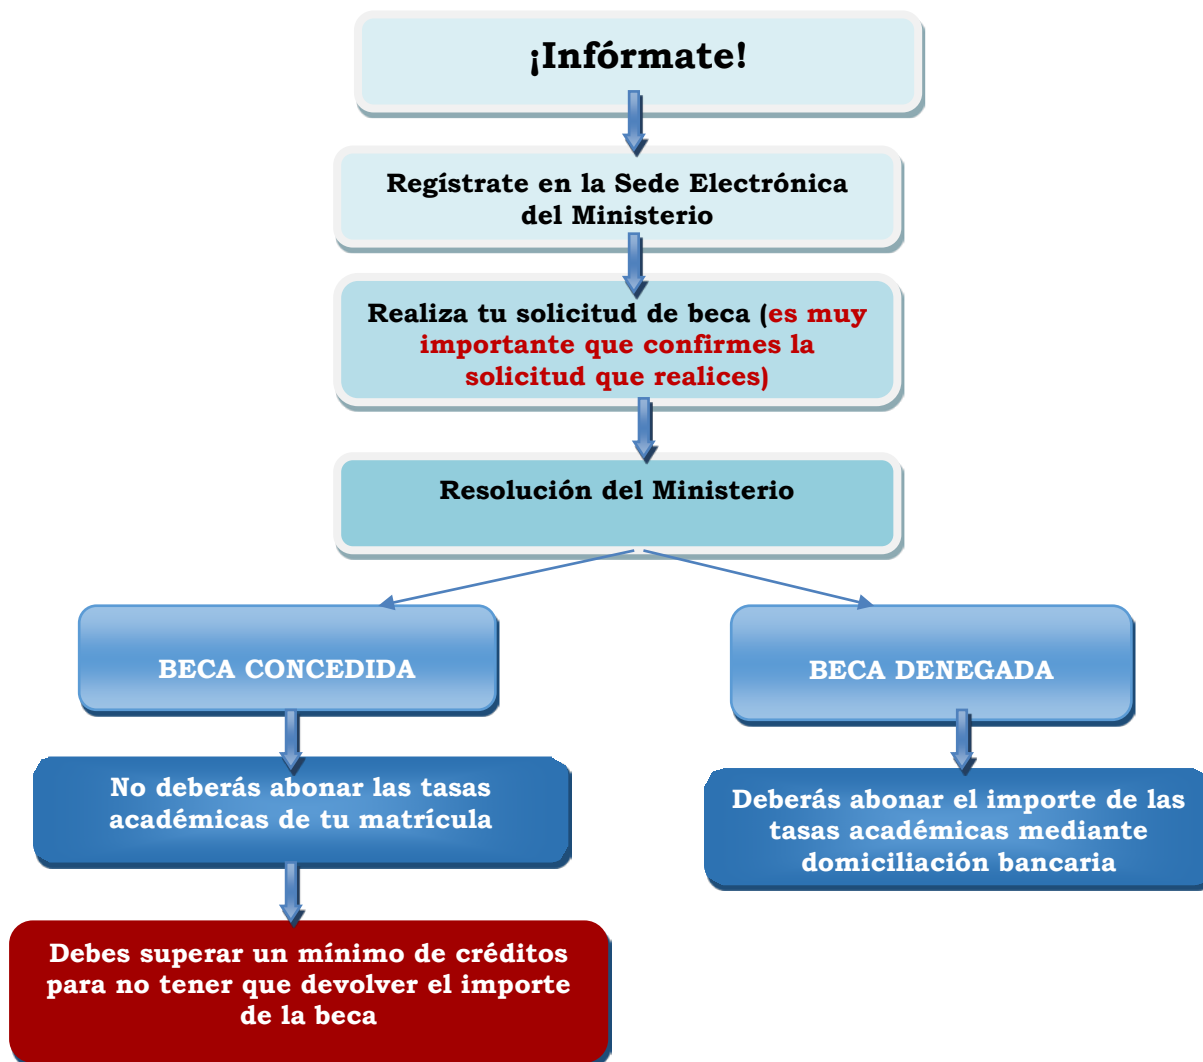 ¡Infórmate!
Regístrate en la Sede Electrónica
del Ministerio
Realiza tu solicitud de beca (es muy
importante que confirmes la
solicitud que realices)
Resolución del Ministerio
BECA CONCEDIDA
BECA DENEGADA
No deberás abonar las tasas
académicas de tu matrícula
Deberás abonar el importe de las
tasas académicas mediante
domiciliación bancaria
Debes superar un mínimo de créditos
para no tener que devolver el importe
de la beca